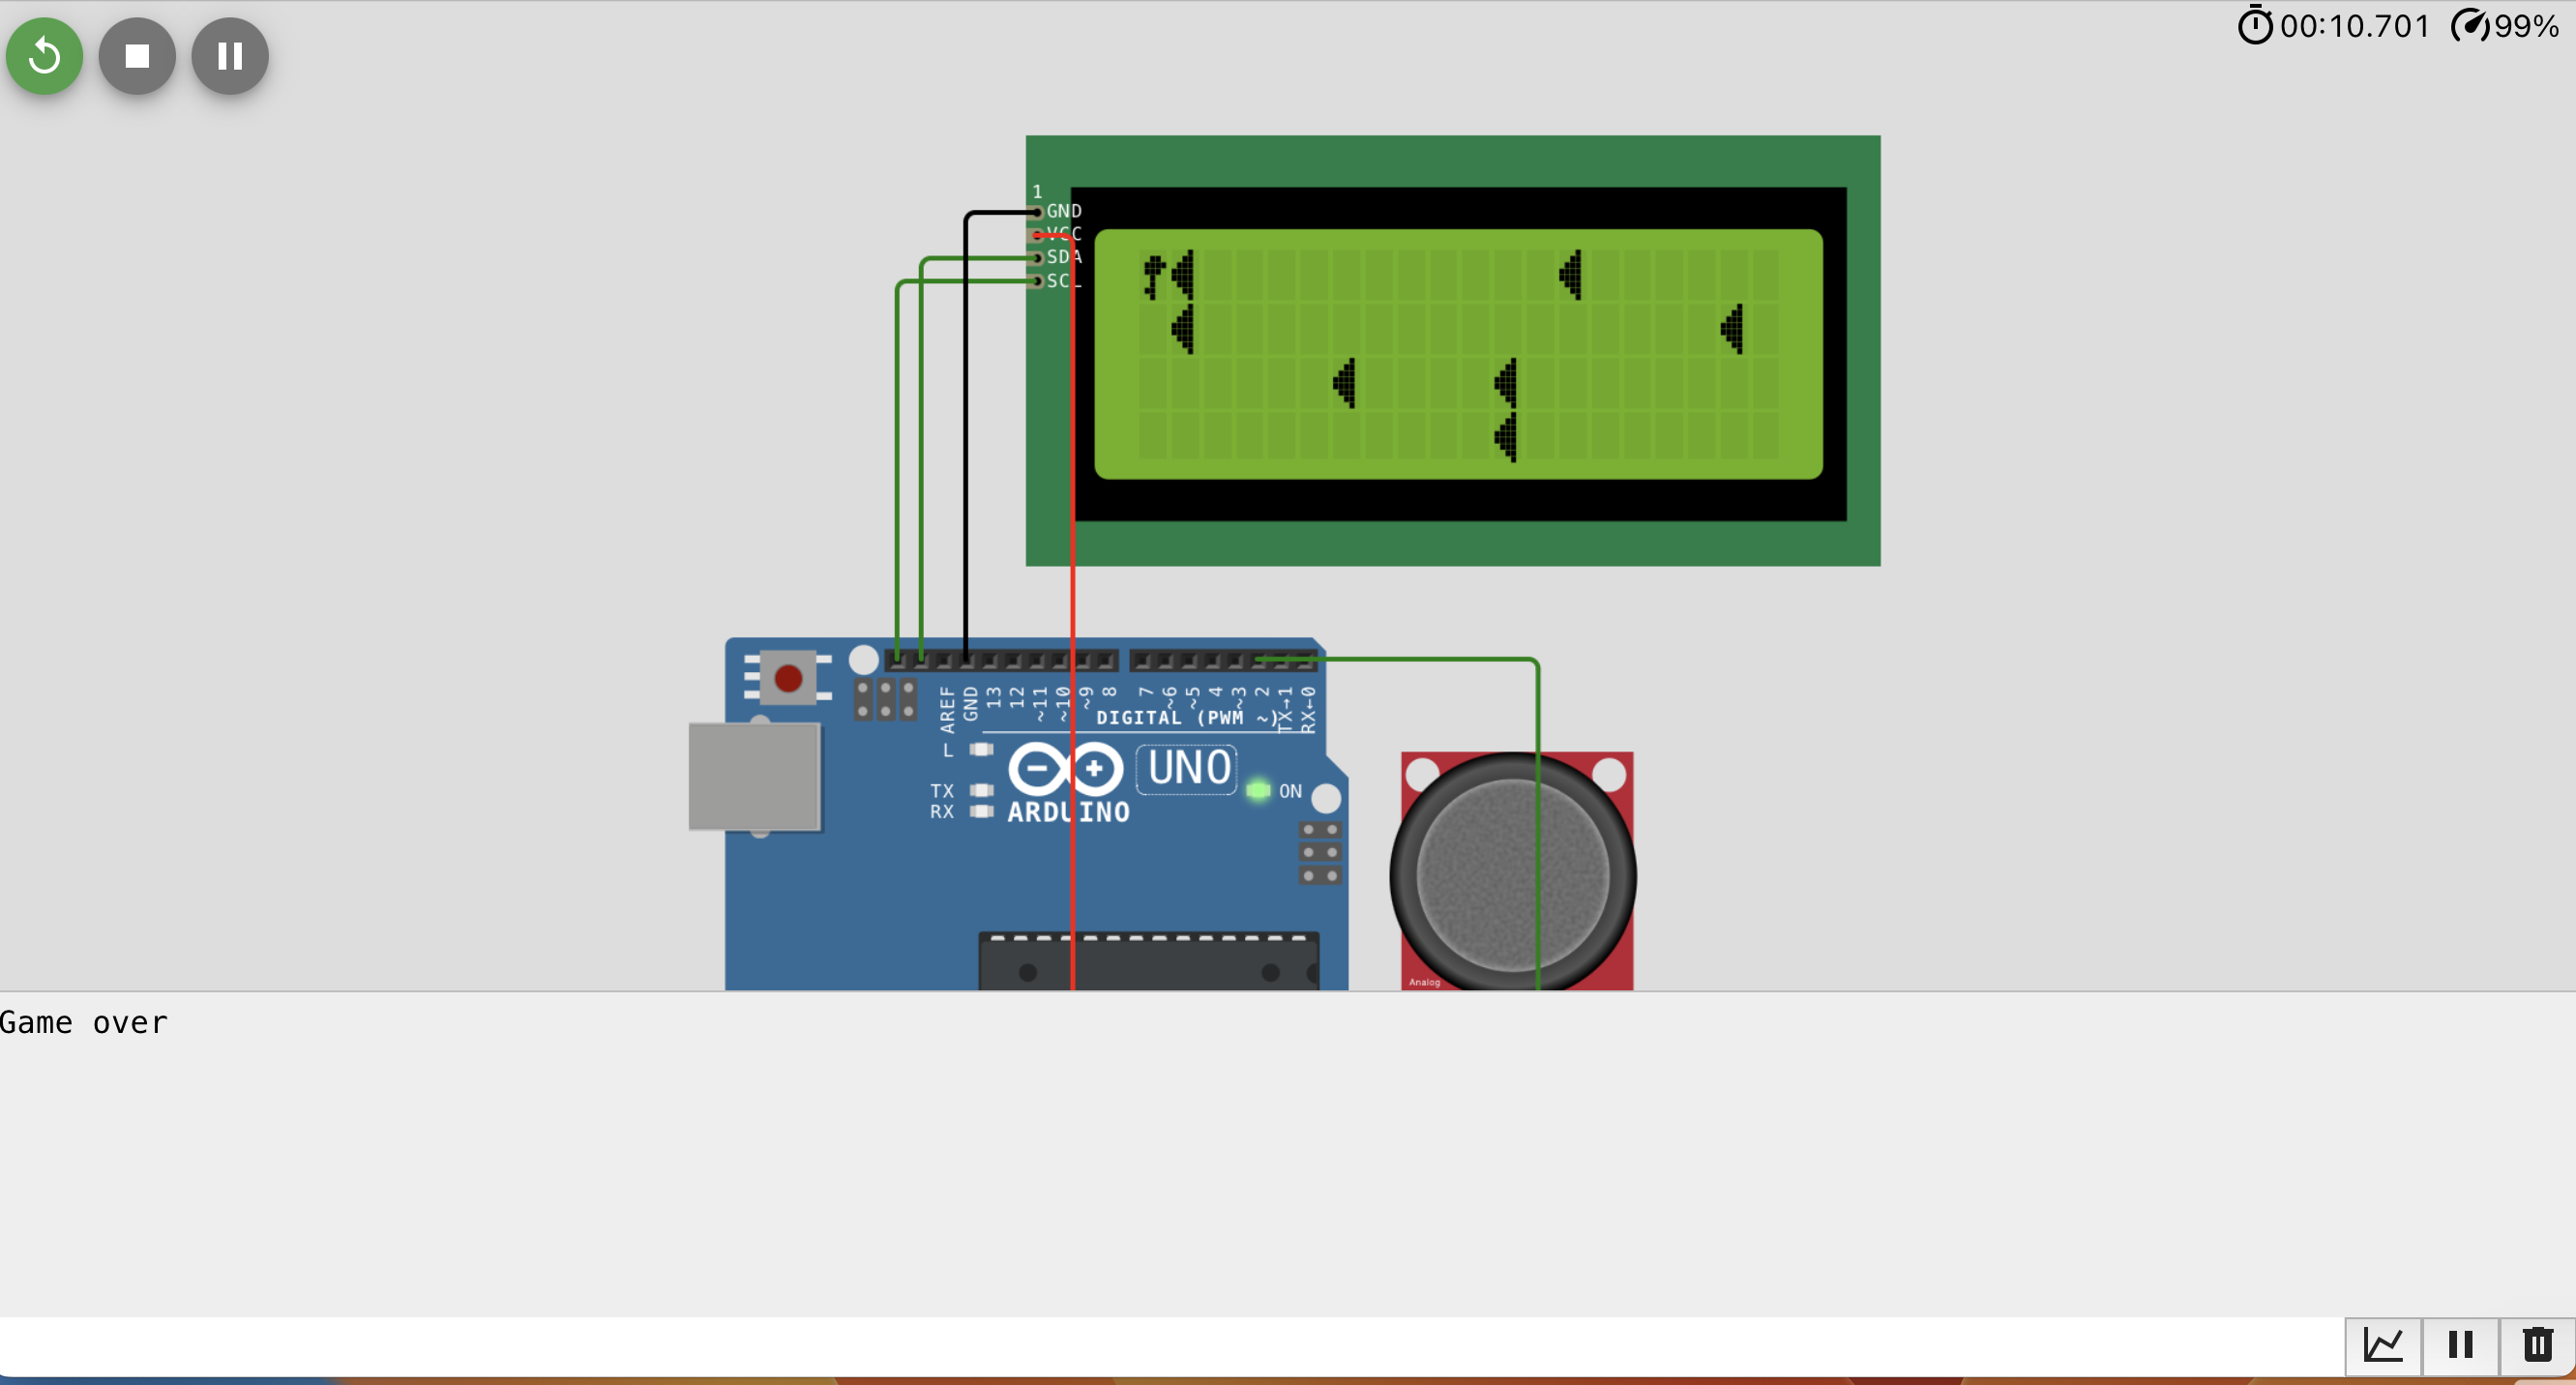 00:10.701 99%
1
GND
VCC
SDA
SCL
AREF
GND
13
12
~11
~10
~9
8
7
~6
~5
4
~3
2
TX→1
RX←0
DIGITAL (PWM ~)
L
UNO
TX
RX
ON
ARDUINO
Analog
Game over